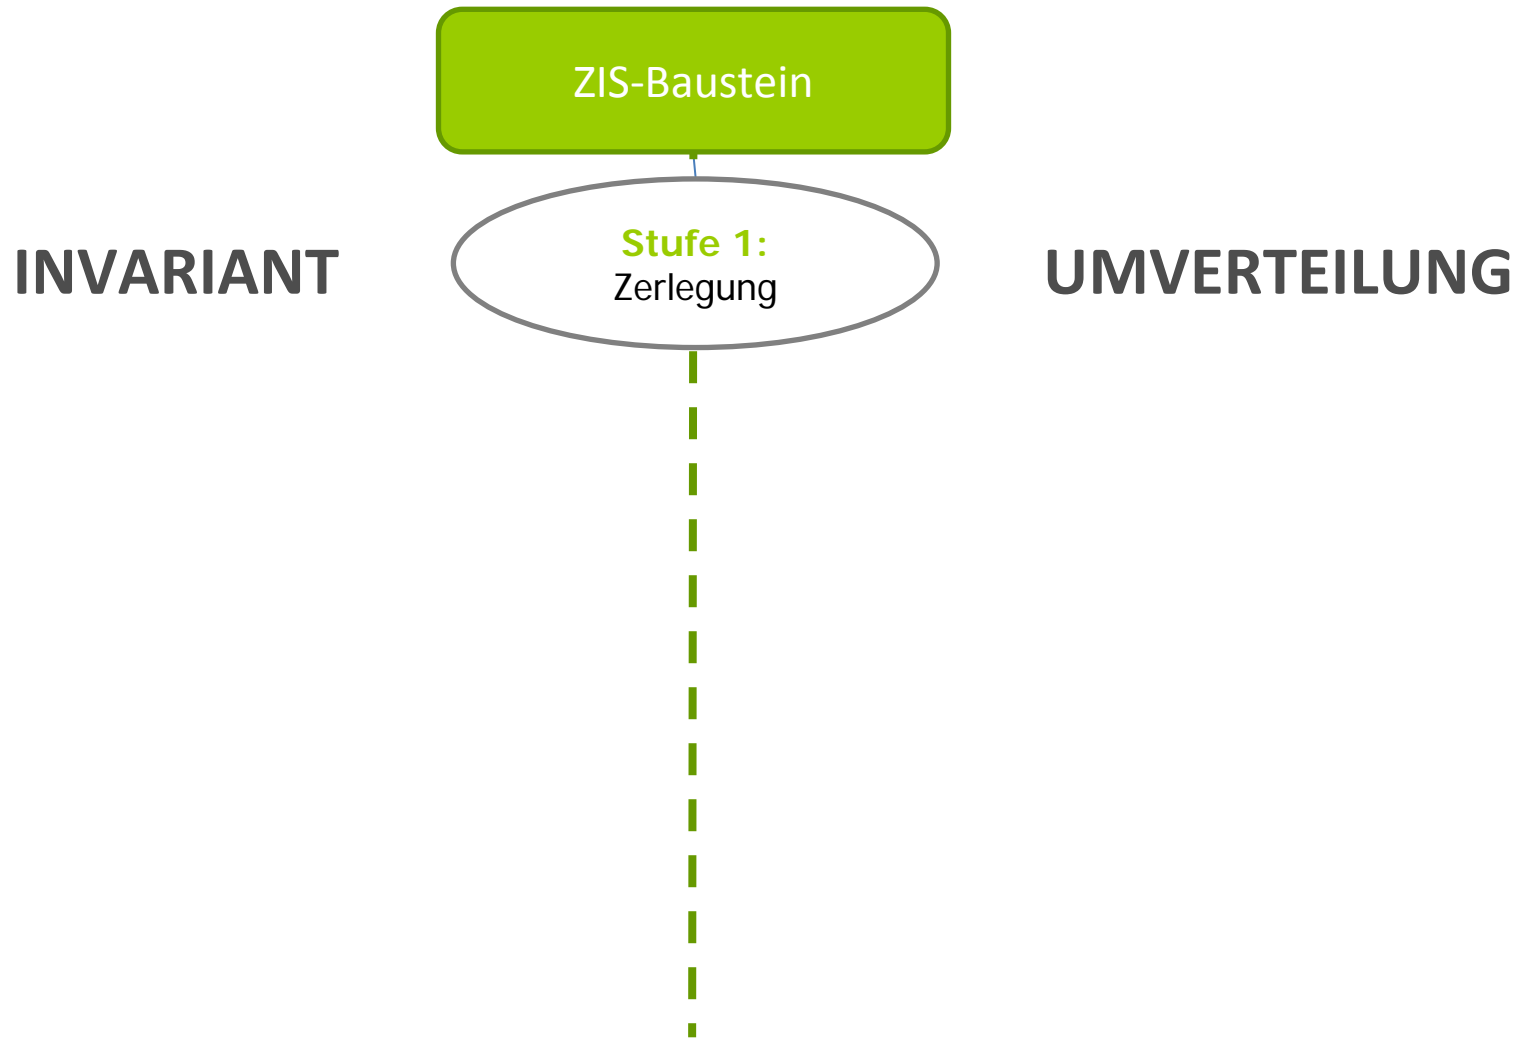 ZIS-Baustein
Stufe 1:
Zerlegung
INVARIANT
UMVERTEILUNG